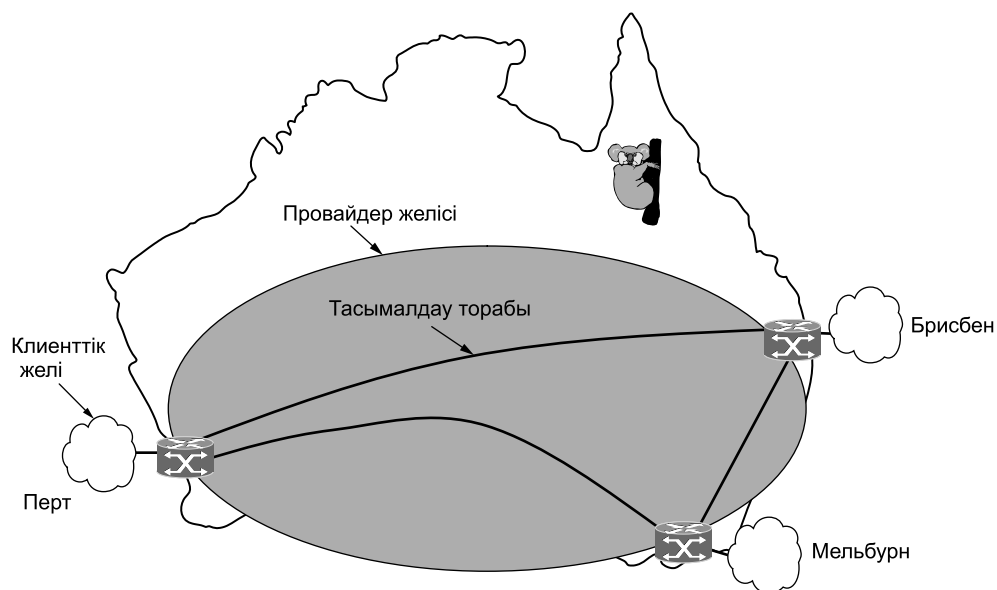 Провайдер желісі
Тасымалдау торабы
Клиенттік
желі
Брисбен
Перт
Мельбурн